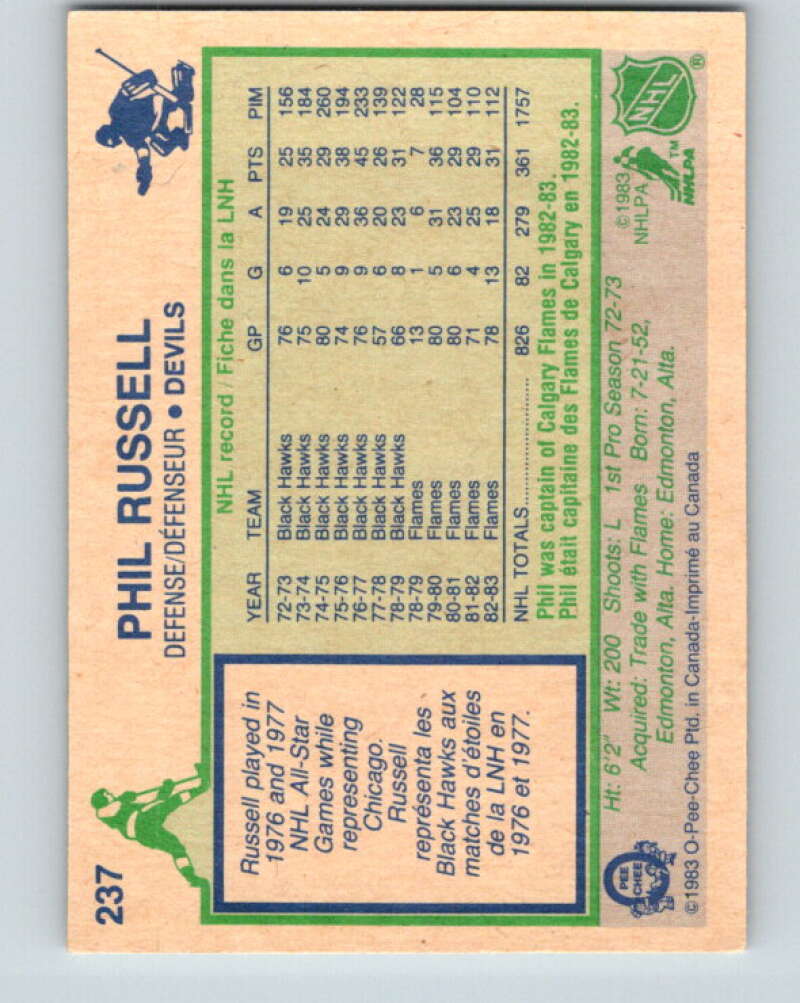 237
PHIL RUSSELL
DEFENSE/DÉFENSEUR • DEVILS
Russell played in
1976 and 1977
NHL All-Star
Games while
representing
Chicago.
Russell
représenta les
Black Hawks aux
matches d'étoiles
de la LNH en
1976 et 1977.
NHL record / Fiche dans la LNH
YEAR TEAM GP G A PTS PIM
72-73 Black Hawks 76 6 19 25 156
73-74 Black Hawks 75 10 25 35 184
74-75 Black Hawks 80 5 24 29 260
75-76 Black Hawks 74 9 29 38 194
76-77 Black Hawks 76 9 36 45 233
77-78 Black Hawks 57 6 20 26 139
78-79 Black Hawks 66 8 23 31 122
78-79 Flames 13 1 6 7 28
79-80 Flames 80 5 31 36 115
80-81 Flames 80 6 23 29 104
81-82 Flames 71 4 25 29 110
82-83 Flames 78 13 18 31 112
NHL TOTALS 826 82 279 361 1757
Phil was captain of Calgary Flames in 1982-83.
Phil était capitaine des Flames de Calgary en 1982-83.
Ht: 6'2" Wt: 200 Shoots: L 1st Pro Season 72-73
Acquired: Trade with Flames Born: 7-21-52,
Edmonton, Alta. Home: Edmonton, Alta.
©1983 O-Pee-Chee Ptd. in Canada-Imprimé au Canada
O
PEE
CHEE
©1983
NHLPA
NHLPA™
NHL®